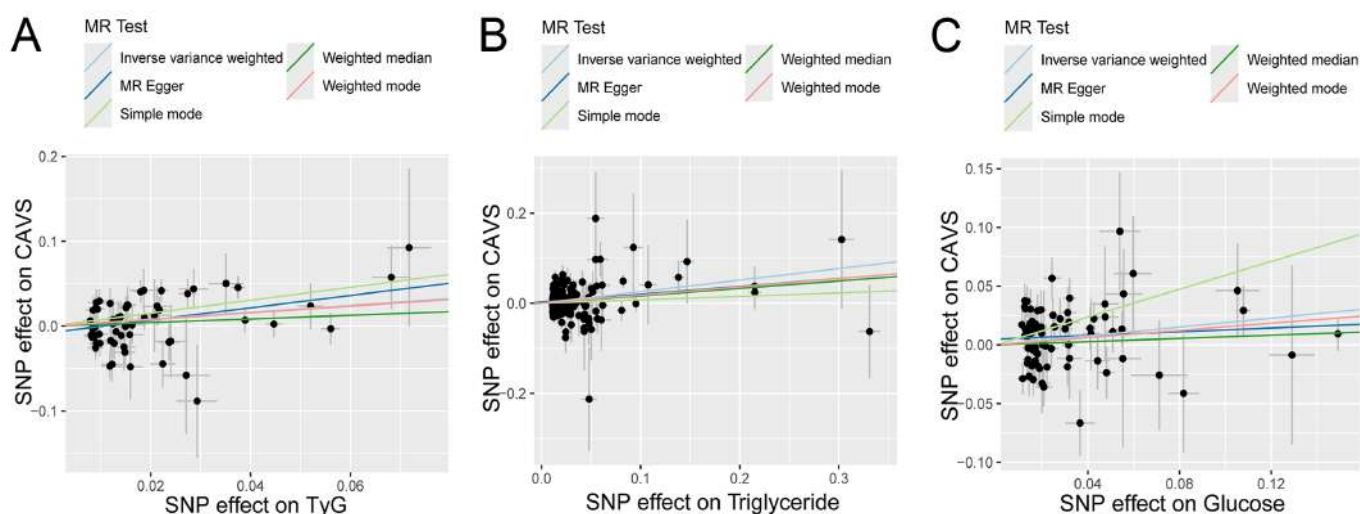 A
MR Test
Inverse variance weighted
Weighted median
MR Egger
Weighted mode
Simple mode
SNP effect on CAVS
0.2
0.1
0.0
−0.1
0.02
0.04
0.06
SNP effect on TyG
B
MR Test
Inverse variance weighted
Weighted median
MR Egger
Weighted mode
Simple mode
SNP effect on CAVS
0.2
0.0
−0.2
0.0
0.1
0.2
0.3
SNP effect on Triglyceride
C
MR Test
Inverse variance weighted
Weighted median
MR Egger
Weighted mode
Simple mode
SNP effect on CAVS
0.15
0.10
0.05
0.00
−0.05
−0.10
0.04
0.08
0.12
SNP effect on Glucose